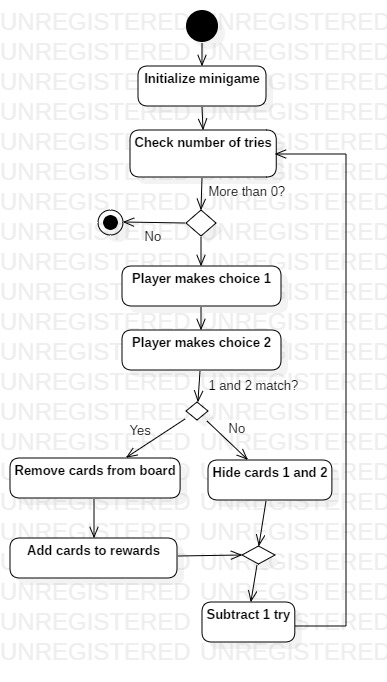 Initialize minigame
Check number of tries
More than 0?
No
Player makes choice 1
Player makes choice 2
1 and 2 match?
Yes
No
Remove cards from board
Hide cards 1 and 2
Add cards to rewards
Subtract 1 try
UNREGISTERED